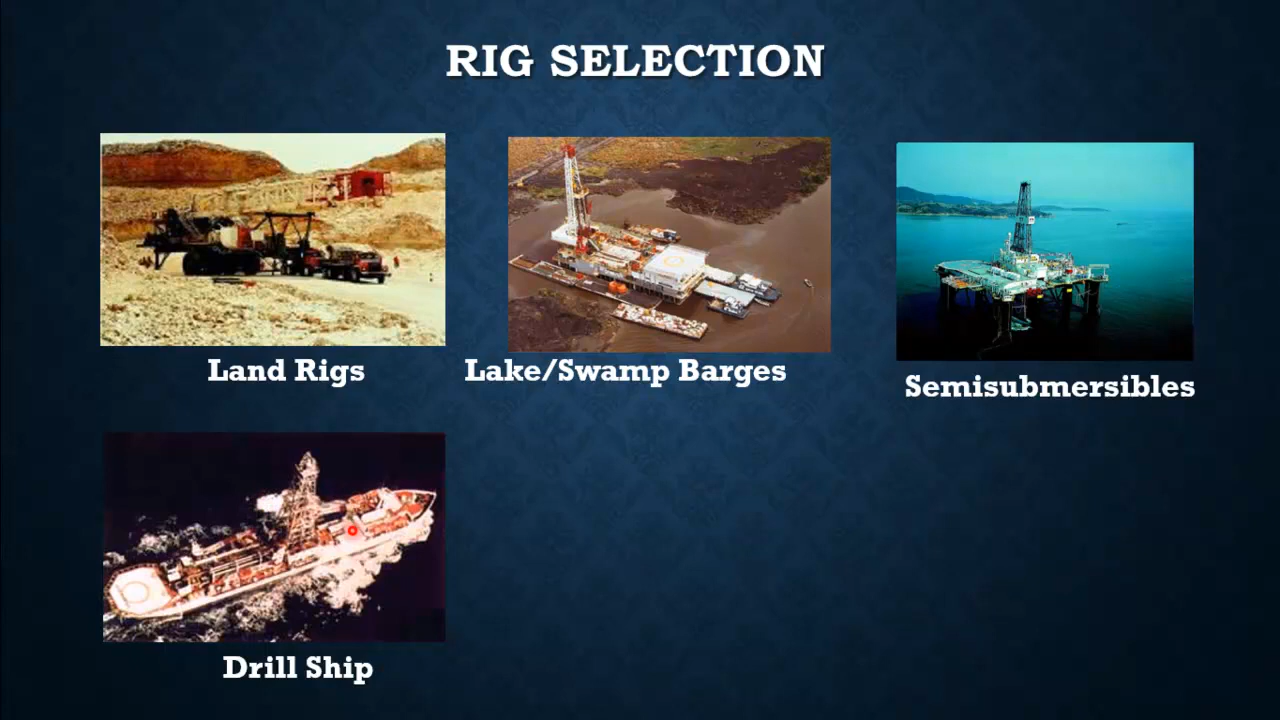 RIG SELECTION
Land Rigs
Lake/Swamp Barges
Semisubmersibles
Drill Ship